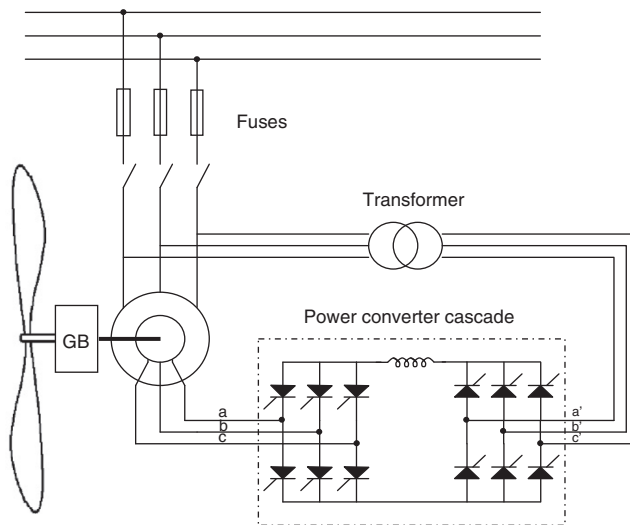 Fuses
Transformer
GB
Power converter cascade
a
b
c
a'
b'
c'